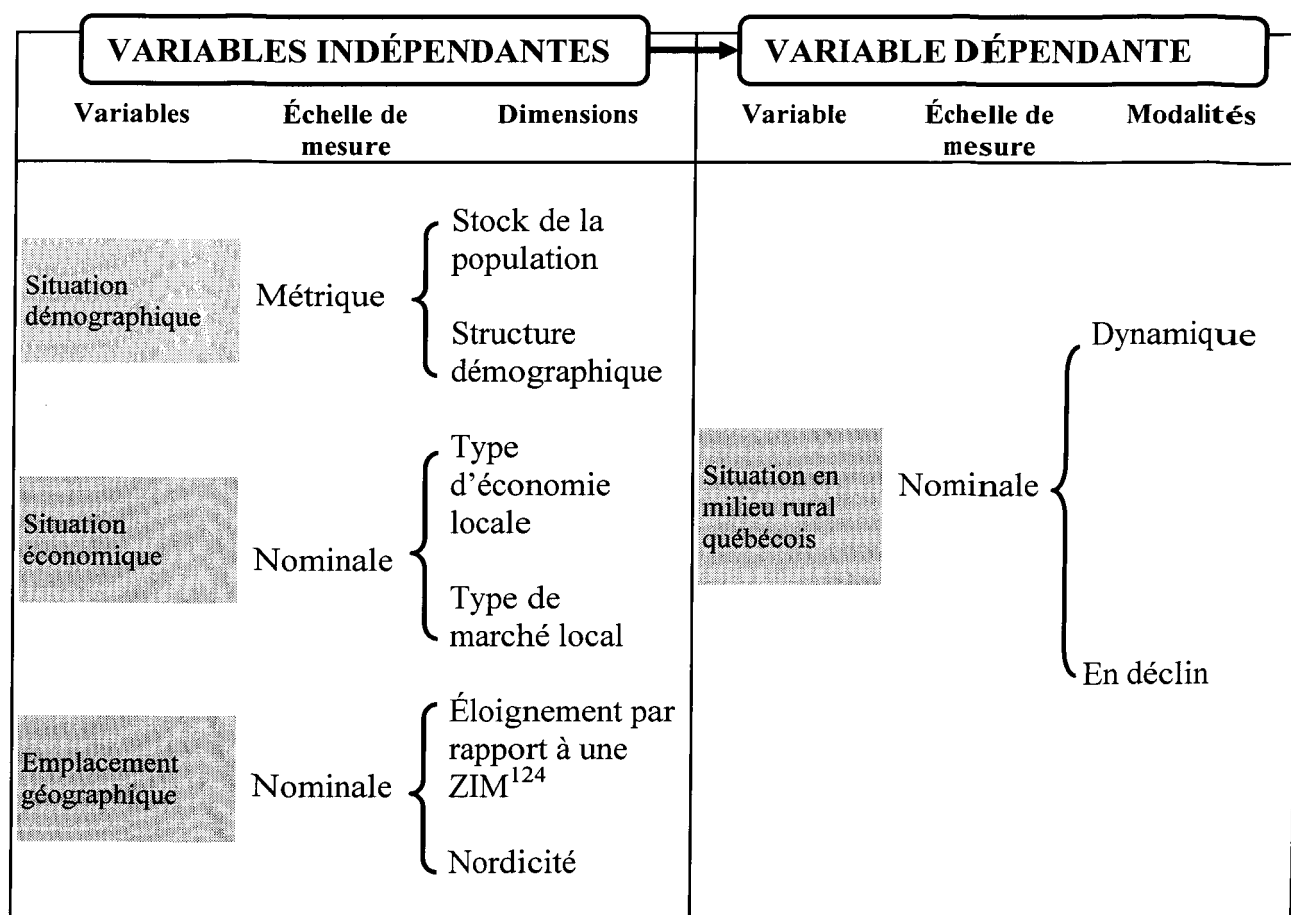 VARIABLES INDÉPENDANTES
VARIABLE DÉPENDANTE
Variables
Échelle de
mesure
Dimensions
Variable
Échelle de
mesure
Modalités
Situation
démographique
Métrique
Stock de la
population
Structure
démographique
Situation
économique
Nominale
Type
d'économie
locale
Type de
marché local
Emplacement
géographique
Nominale
Éloignement par
rapport à une
ZIM124
Nordicité
Situation en
milieu rural
québécois
Nominale
Dynamique
En déclin